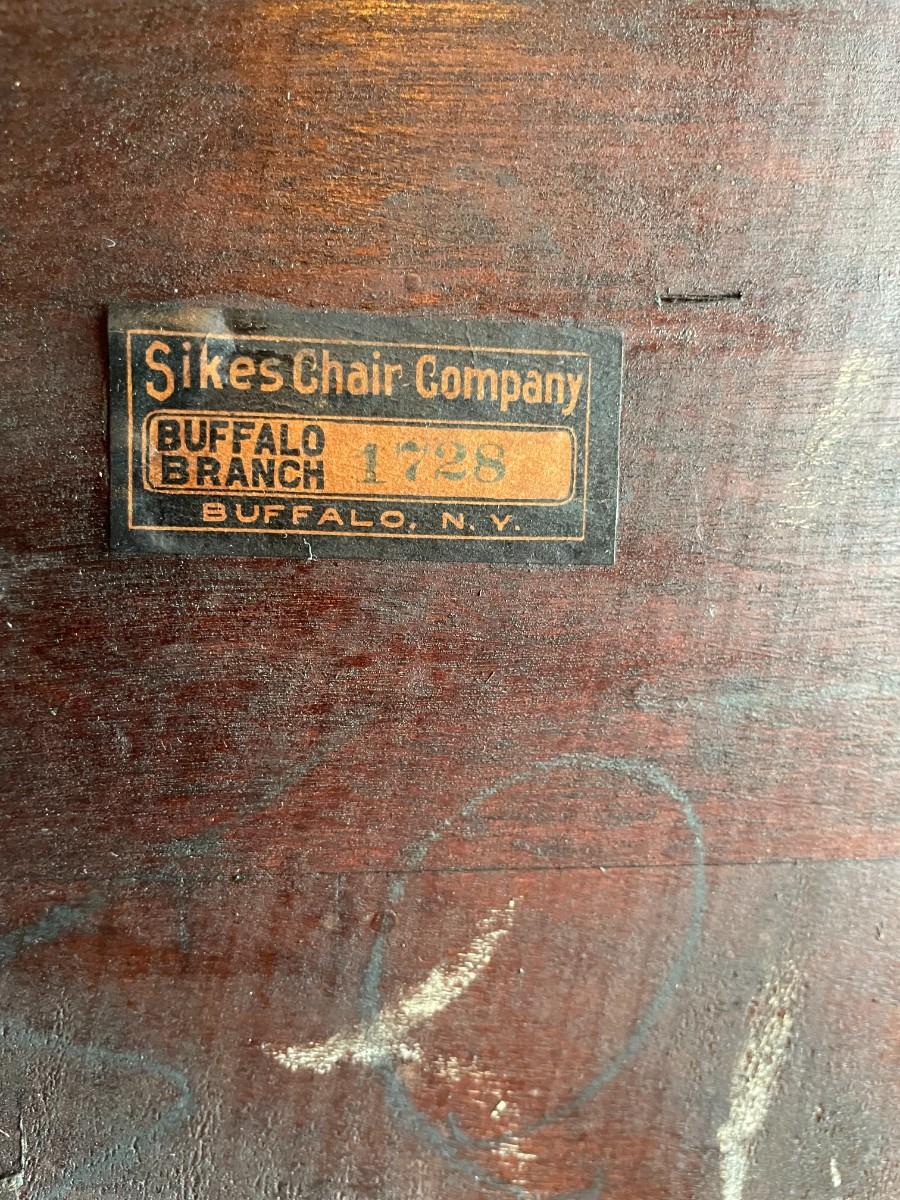 Sikes Chair Company
BUFFALO
BRANCH 1728
BUFFALO, N.Y.